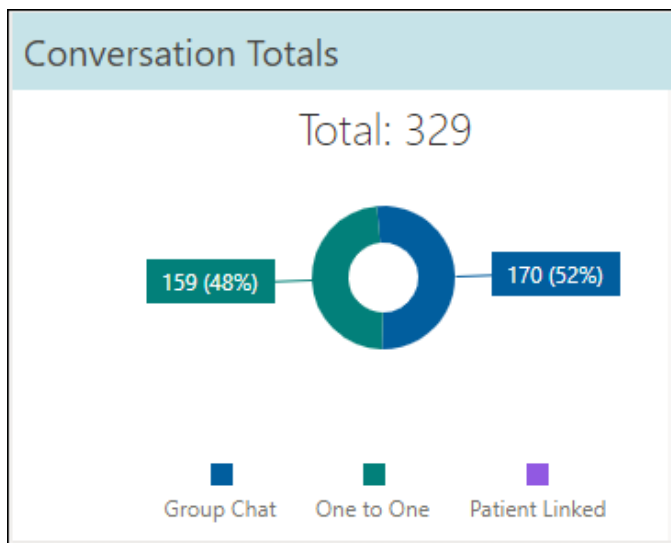 Conversation Totals
Total: 329
159 (48%)
170 (52%)
Group Chat
One to One
Patient Linked